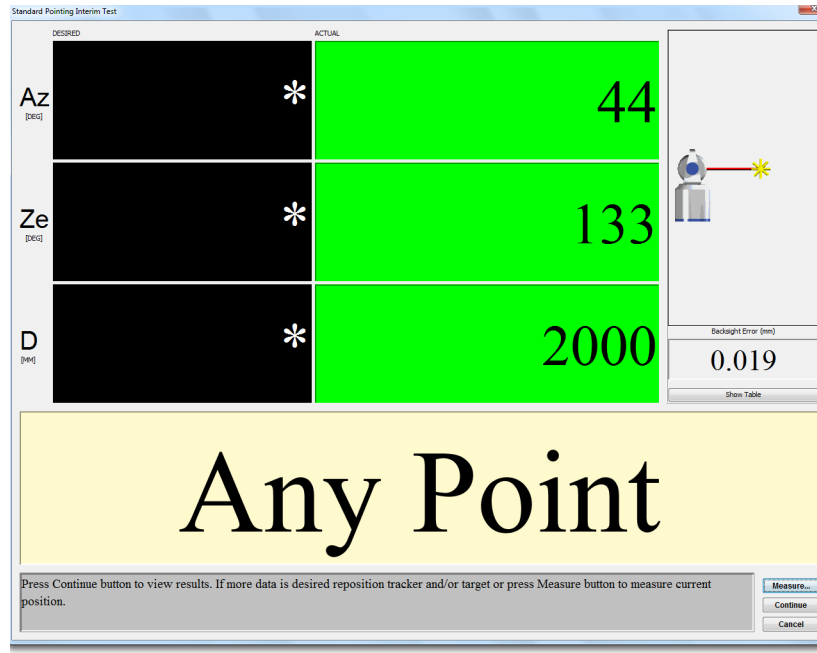 Standard Pointing Interim Test
DESIRED
ACTUAL
Az
[DEG]
*
44
Ze
[DEG]
*
133
D
[MM]
*
2000
Backsight Error (mm)
0.019
Show Table
Any Point
Press Continue button to view results. If more data is desired reposition tracker and/or target or press Measure button to measure current
position.
Measure...
Continue
Cancel